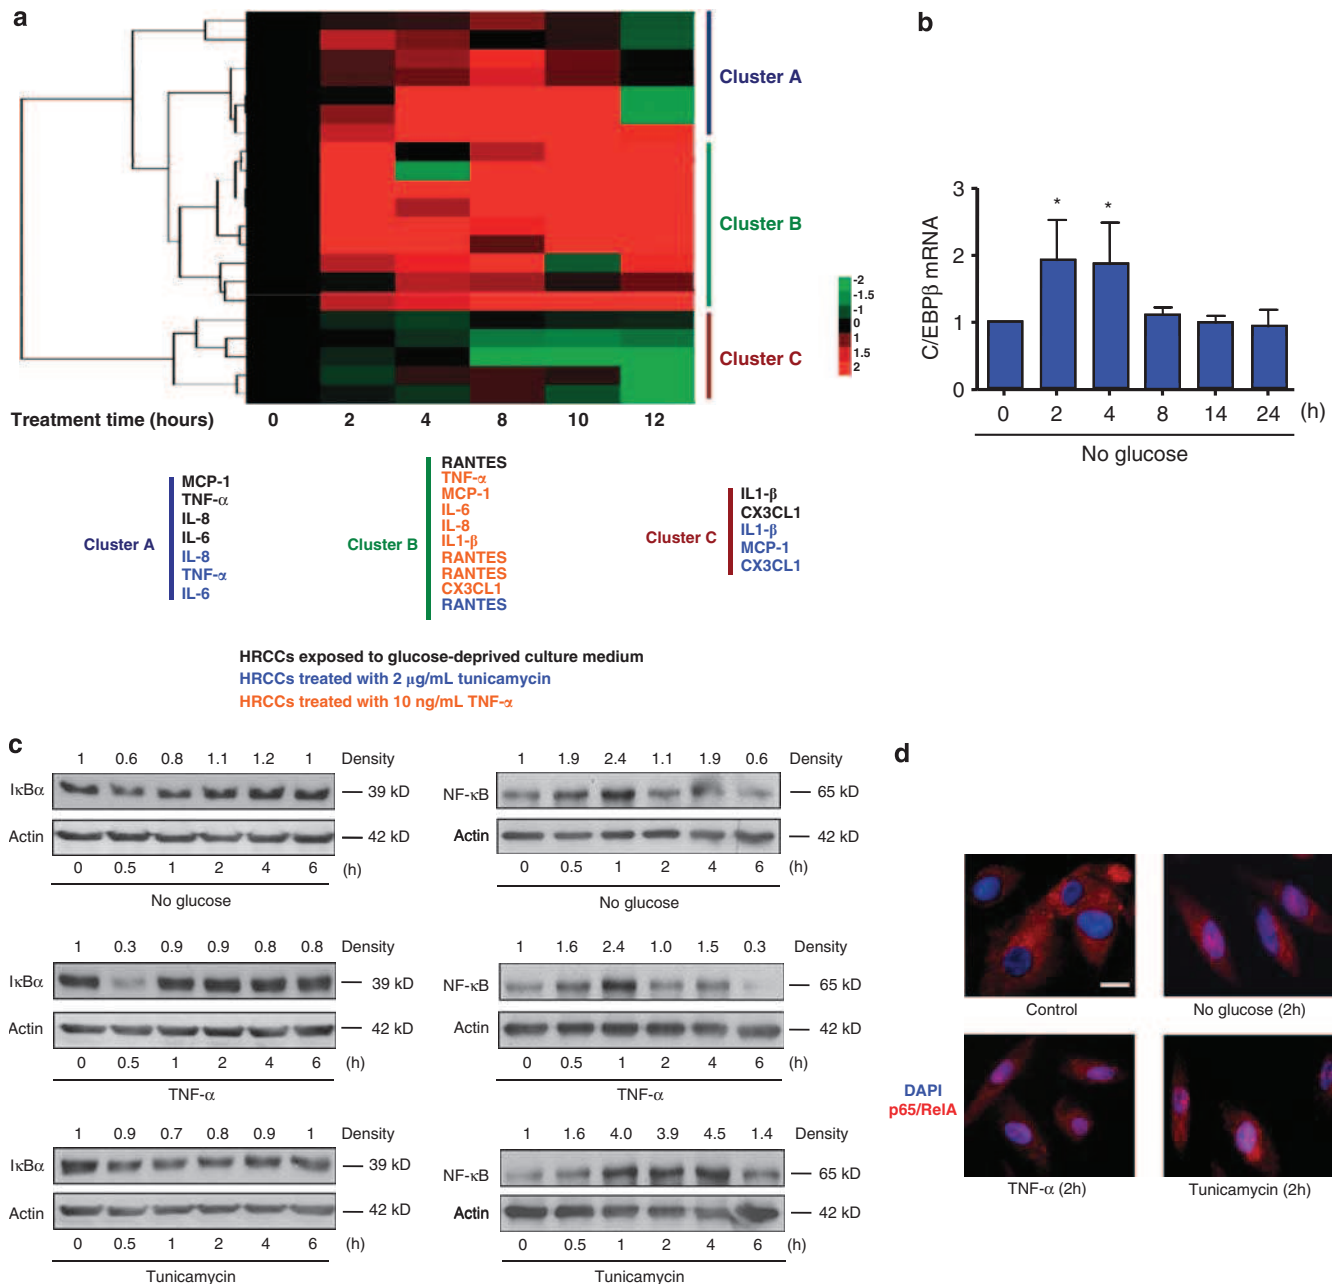 a
Cluster A
Cluster B
Cluster C
-2
-1.5
-1
0
1
1.5
2
Treatment time (hours) 0 2 4 8 10 12
Cluster A
MCP-1
TNF-α
IL-8
IL-6
IL-8
TNF-α
IL-6
Cluster B
RANTES
TNF-α
MCP-1
IL-6
IL-8
IL1-β
RANTES
RANTES
CX3CL1
RANTES
Cluster C
IL1-β
CX3CL1
IL1-β
MCP-1
CX3CL1
HRCCs exposed to glucose-deprived culture medium
HRCCs treated with 2 μg/mL tunicamycin
HRCCs treated with 10 ng/mL TNF-α
b
C/EBPβ mRNA
3
2
1
0
* *
0 2 4 8 14 24 (h)
No glucose
c
1 0.6 0.8 1.1 1.2 1 Density
IκBα 39 kD
Actin 42 kD
0 0.5 1 2 4 6 (h)
No glucose
1 1.9 2.4 1.1 1.9 0.6 Density
NF-κB 65 kD
Actin 42 kD
0 0.5 1 2 4 6 (h)
No glucose
1 0.3 0.9 0.9 0.8 0.8 Density
IκBα 39 kD
Actin 42 kD
0 0.5 1 2 4 6 (h)
TNF-α
1 1.6 2.4 1.0 1.5 0.3 Density
NF-κB 65 kD
Actin 42 kD
0 0.5 1 2 4 6 (h)
TNF-α
1 0.9 0.7 0.8 0.9 1 Density
IκBα 39 kD
Actin 42 kD
0 0.5 1 2 4 6 (h)
Tunicamycin
1 1.6 4.0 3.9 4.5 1.4 Density
NF-κB 65 kD
Actin 42 kD
0 0.5 1 2 4 6 (h)
Tunicamycin
d
Control
No glucose (2h)
DAPI
p65/RelA
TNF-α (2h)
Tunicamycin (2h)